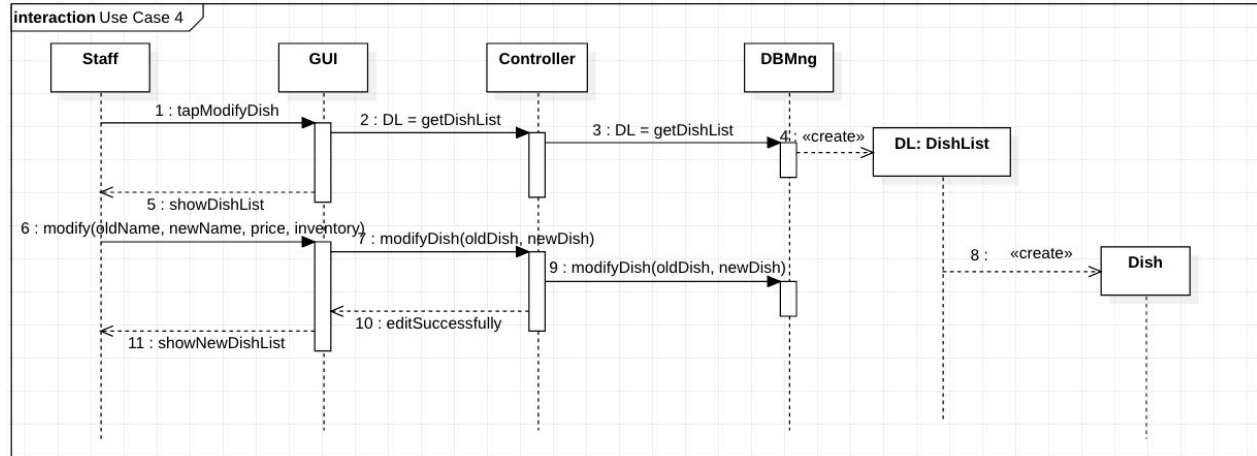 interaction Use Case 4
Staff
GUI
Controller
DBMng
1 : tapModifyDish
2 : DL = getDishList
3 : DL = getDishList
4 : «create»
DL: DishList
5 : showDishList
6 : modify(oldName, newName, price, inventory)
7 : modifyDish(oldDish, newDish)
8 : «create»
Dish
9 : modifyDish(oldDish, newDish)
10 : editSuccessfully
11 : showNewDishList